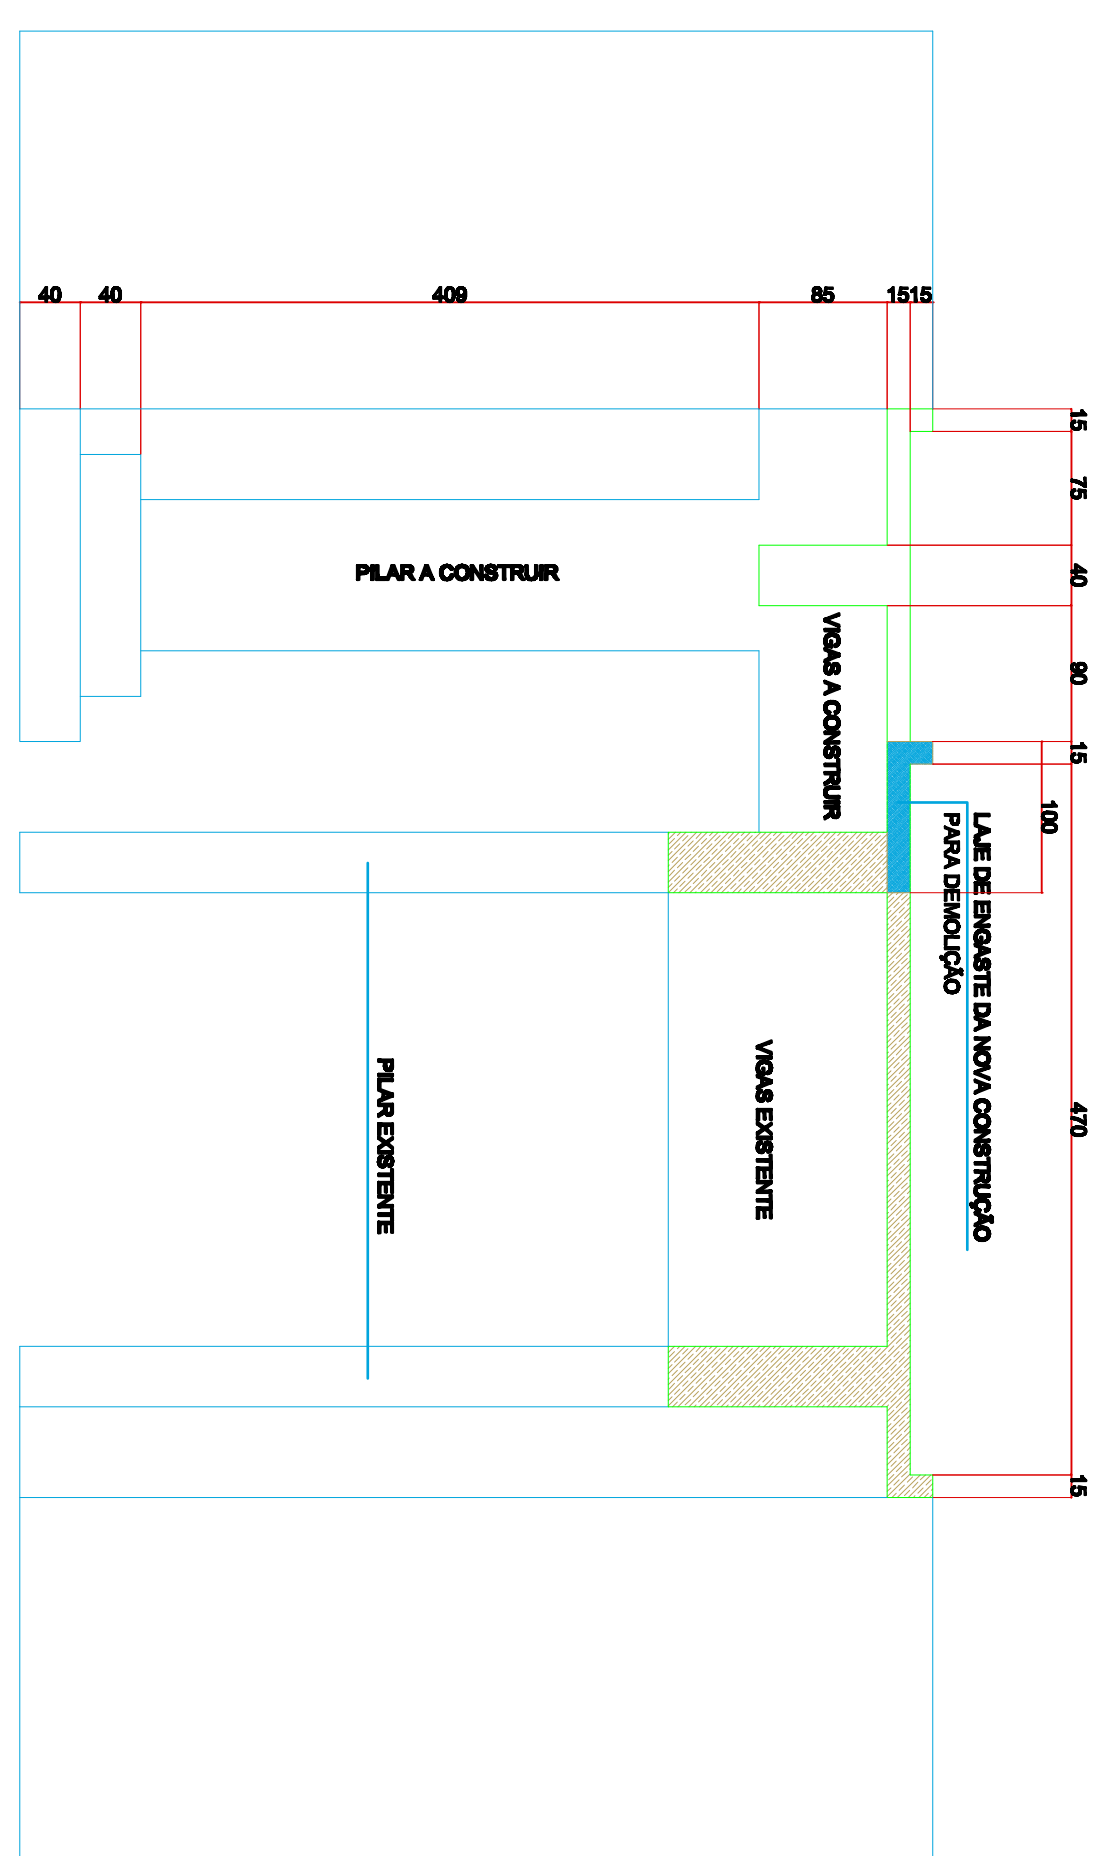 40
40
409
85
15
15
15
75
40
90
15
100
470
15
PILAR A CONSTRUIR
VIGAS A CONSTRUIR
LAJE DE ENGASTE DA NOVA CONSTRUÇÃO
PARA DEMOLIÇÃO
VIGAS EXISTENTE
PILAR EXISTENTE